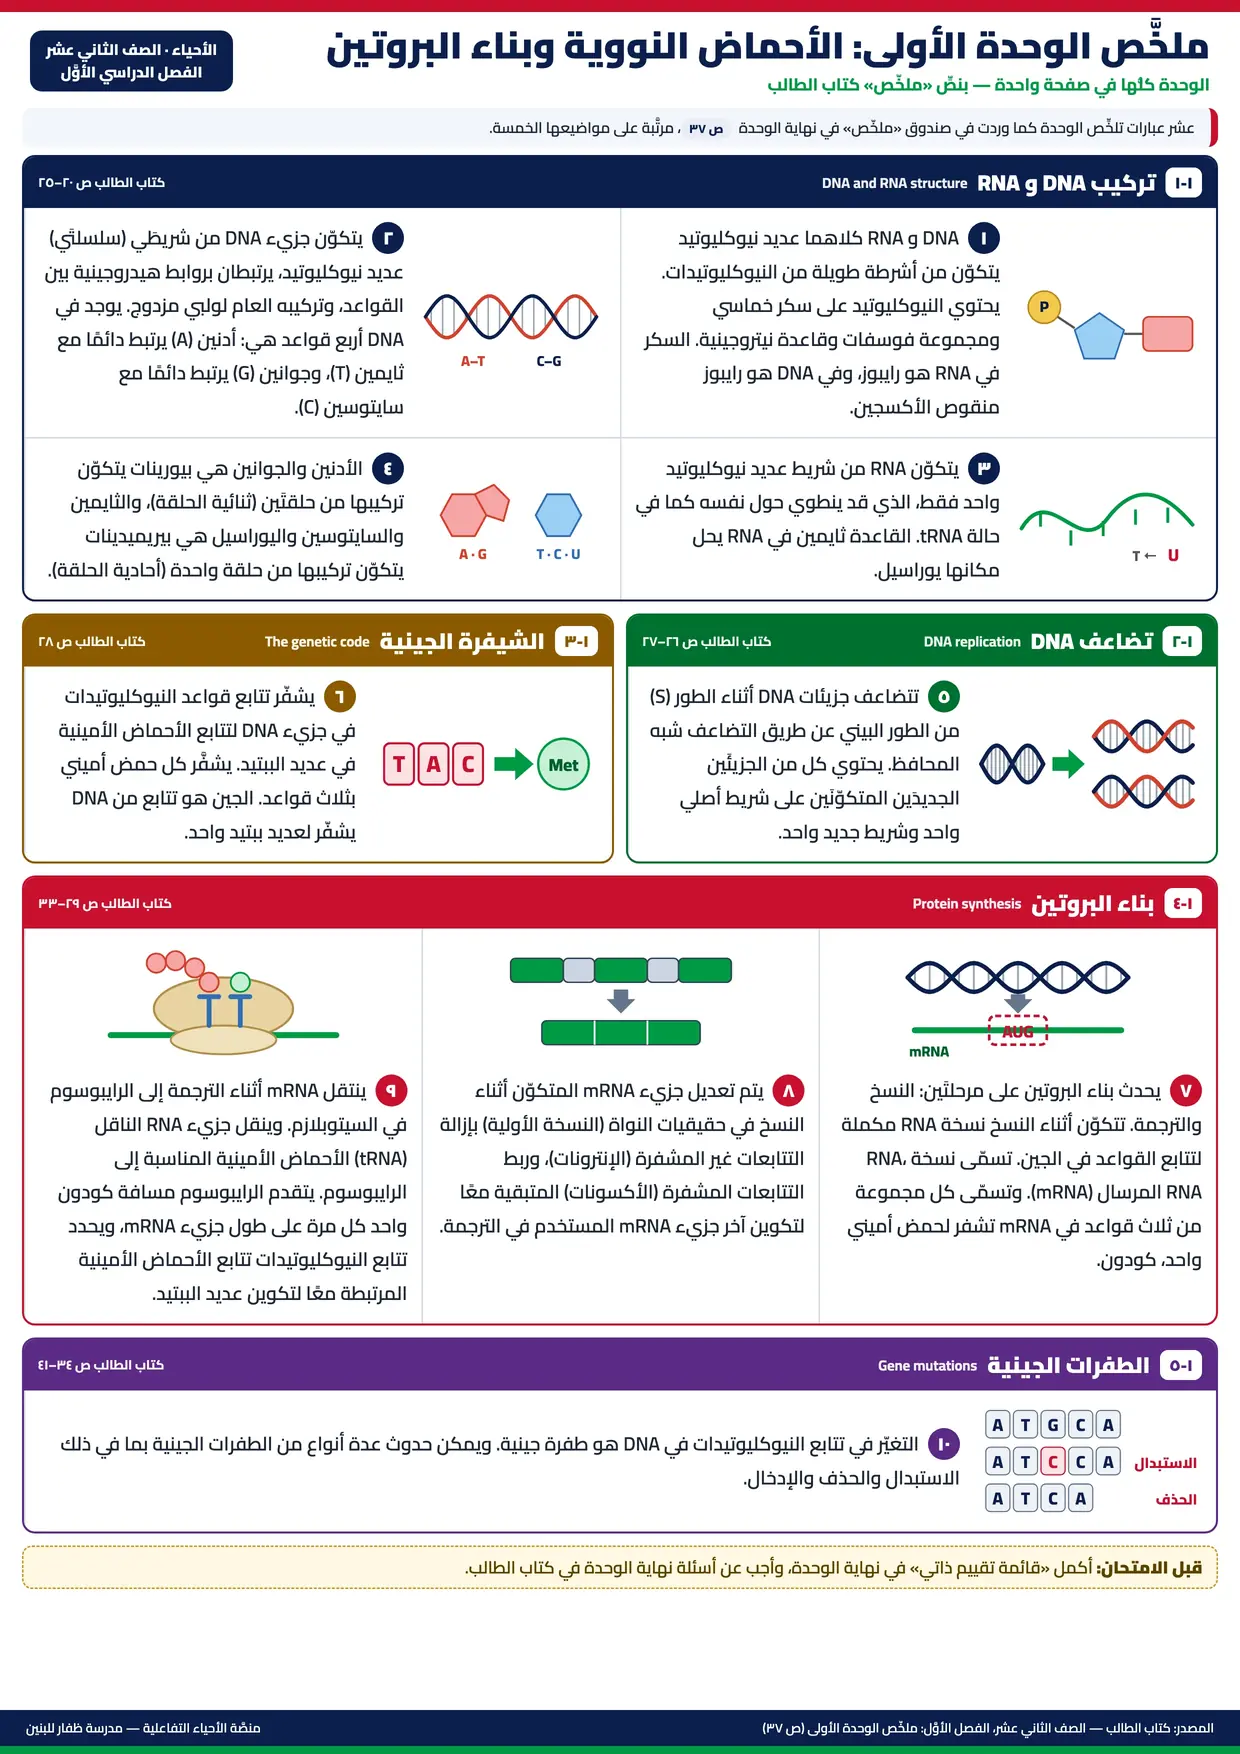 ملخَّص الوحدة الأولى: الأحماض النووية وبناء البروتين
الوحدة كلّها في صفحة واحدة — بنصّ «ملخّص» كتاب الطالب
الأحياء · الصف الثاني عشر
الفصل الدراسي الأوّل
عشر عبارات تلخّص الوحدة كما وردت في صندوق «ملخّص» في نهاية الوحدة ص ٣٧ ، مرتَّبة على مواضيعها الخمسة.
١-١ تركيب DNA و RNA DNA and RNA structure
كتاب الطالب ص ٢٠–٢٥
١ DNA و RNA كلاهما عديد نيوكليوتيد
يتكوّن من أشرطة طويلة من النيوكليوتيدات.
يحتوي النيوكليوتيد على سكر خماسي
ومجموعة فوسفات وقاعدة نيتروجينية. السكر
في RNA هو رايبوز، وفي DNA هو رايبوز
منقوص الأكسجين.
P
٢ يتكوّن جزيء DNA من شريطَي (سلسلتَي)
عديد نيوكليوتيد، يرتبطان بروابط هيدروجينية بين
القواعد، وتركيبه العام لولبي مزدوج. يوجد في
DNA أربع قواعد هي: أدنين (A) يرتبط دائمًا مع
ثايمين (T)، وجوانين (G) يرتبط دائمًا مع
سايتوسين (C).
A–T C–G
٣ يتكوّن RNA من شريط عديد نيوكليوتيد
واحد فقط، الذي قد ينطوي حول نفسه كما في
حالة tRNA. القاعدة ثايمين في RNA يحل
مكانها يوراسيل.
T ← U
٤ الأدنين والجوانين هي بيورينات يتكوّن
تركيبها من حلقتَين (ثنائية الحلقة)، والثايمين
والسايتوسين واليوراسيل هي بيريميدينات
يتكوّن تركيبها من حلقة واحدة (أحادية الحلقة).
A · G T · C · U
١-٢ تضاعف DNA DNA replication
كتاب الطالب ص ٢٦–٢٧
٥ تتضاعف جزيئات DNA أثناء الطور (S)
من الطور البيني عن طريق التضاعف شبه
المحافظ. يحتوي كل من الجزيئَين
الجديدَين المتكوّنَين على شريط أصلي
واحد وشريط جديد واحد.
١-٣ الشيفرة الجينية The genetic code
كتاب الطالب ص ٢٨
٦ يشفّر تتابع قواعد النيوكليوتيدات
في جزيء DNA لتتابع الأحماض الأمينية
في عديد الببتيد. يشفَّر كل حمض أميني
بثلاث قواعد. الجين هو تتابع من DNA
يشفّر لعديد ببتيد واحد.
T A C Met
١-٤ بناء البروتين Protein synthesis
كتاب الطالب ص ٢٩–٣٣
AUG
mRNA
٧ يحدث بناء البروتين على مرحلتَين: النسخ
والترجمة. تتكوّن أثناء النسخ نسخة RNA مكملة
لتتابع القواعد في الجين. تسمّى نسخة RNA،
RNA المرسال (mRNA). وتسمّى كل مجموعة
من ثلاث قواعد في mRNA تشفر لحمض أميني
واحد، كودون.
٨ يتم تعديل جزيء mRNA المتكوّن أثناء
النسخ في حقيقيات النواة (النسخة الأولية) بإزالة
التتابعات غير المشفرة (الإنترونات)، وربط
التتابعات المشفرة (الأكسونات) المتبقية معًا
لتكوين آخر جزيء mRNA المستخدم في الترجمة.
٩ ينتقل mRNA أثناء الترجمة إلى الرايبوسوم
في السيتوبلازم. وينقل جزيء RNA الناقل
(tRNA) الأحماض الأمينية المناسبة إلى
الرايبوسوم. يتقدم الرايبوسوم مسافة كودون
واحد كل مرة على طول جزيء mRNA، ويحدد
تتابع النيوكليوتيدات تتابع الأحماض الأمينية
المرتبطة معًا لتكوين عديد الببتيد.
١-٥ الطفرات الجينية Gene mutations
كتاب الطالب ص ٣٤–٤١
A T G C A
A T C C A الاستبدال
A T C A الحذف
١٠ التغيّر في تتابع النيوكليوتيدات في DNA هو طفرة جينية. ويمكن حدوث عدة أنواع من الطفرات الجينية بما في ذلك
الاستبدال والحذف والإدخال.
قبل الامتحان: أكمل «قائمة تقييم ذاتي» في نهاية الوحدة، وأجب عن أسئلة نهاية الوحدة في كتاب الطالب.
المصدر: كتاب الطالب — الصف الثاني عشر، الفصل الأوّل: ملخّص الوحدة الأولى (ص ٣٧)
منصّة الأحياء التفاعلية — مدرسة ظفار للبنين